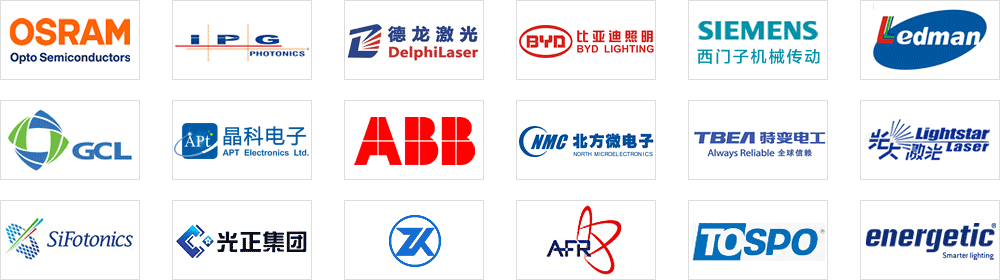 OSRAM
Opto Semiconductors
IPG
PHOTONICS
德龙激光
DelphiLaser
BYD
比亚迪照明
BYD LIGHTING
SIEMENS
西门子机械传动
Ledman
GCL
APt
晶科电子
APT Electronics Ltd.
ABB
NMC
北方微电子
NORTH MICROELECTRONICS
TBEA 特变电工
Always Reliable 全球信赖
光大激光
Lightstar
Laser
SiFotonics
光正集团
ZK
AFR
TOSPO®
energetic®
Smarter lighting